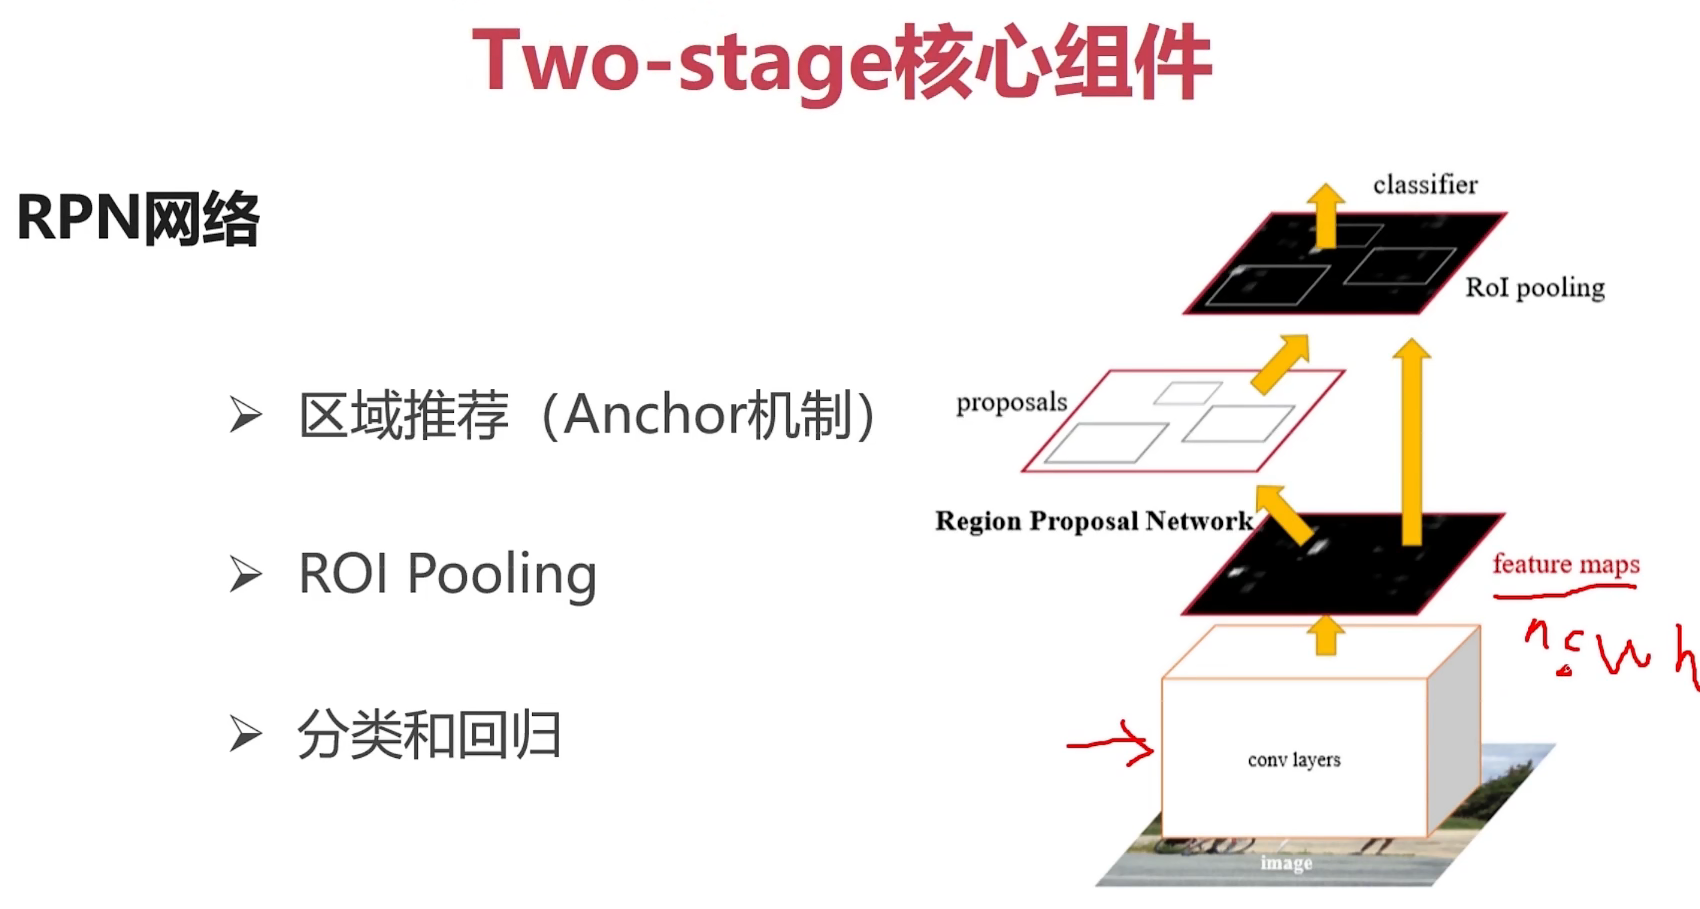 Two-stage核心组件
RPN网络
区域推荐（Anchor机制）
ROI Pooling
分类和回归
classifier
RoI pooling
proposals
Region Proposal Network
feature maps
n c w h
conv layers
image